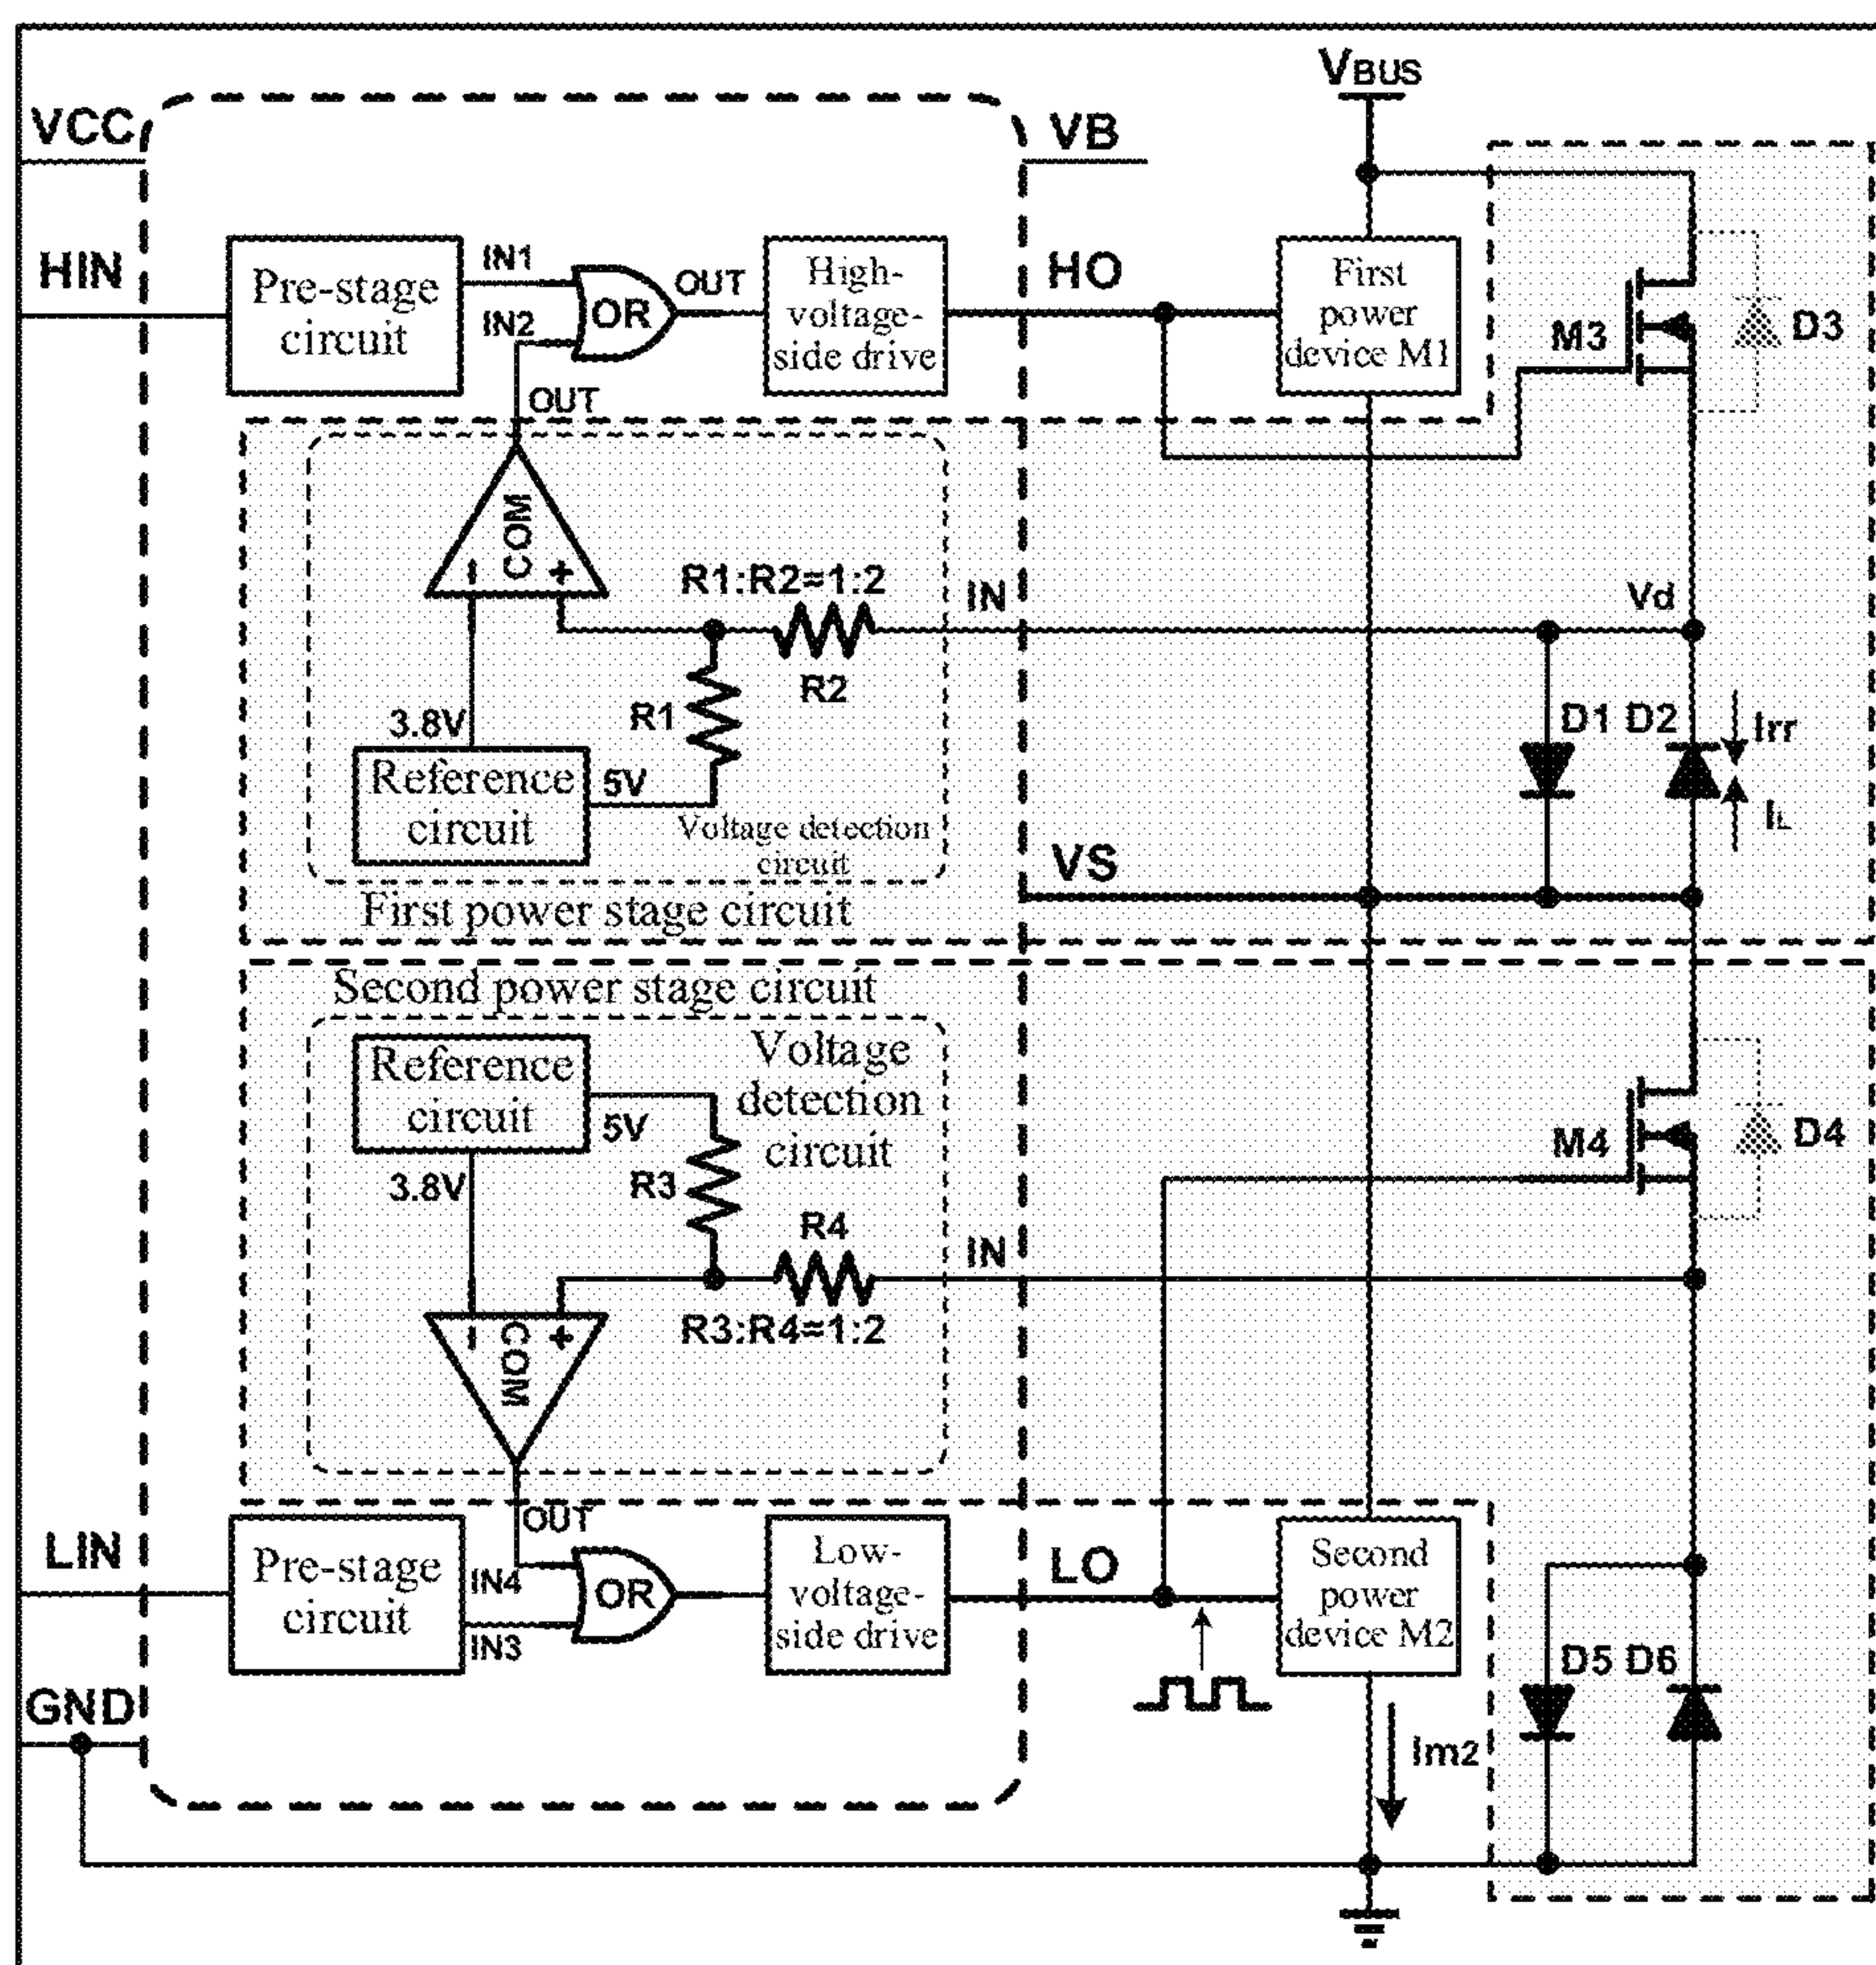 VBUS
VCC
VB
HIN
Pre-stage
circuit
IN1
IN2
OR
OUT
High-
voltage-
side drive
HO
First
power
device M1
M3
D3
OUT
COM
- +
R1:R2=1:2
IN
Vd
R2
R1
3.8V
Reference
circuit
5V
Voltage detection
circuit
D1 D2
Irr
IL
VS
First power stage circuit
Second power stage circuit
Reference
circuit
5V
Voltage
detection
circuit
3.8V
R3
R4
IN
M4
D4
- +
R3:R4=1:2
COM
OUT
LIN
Pre-stage
circuit
IN4
IN3
OR
Low-
voltage-
side drive
LO
Second
power
device M2
D5 D6
GND
Im2